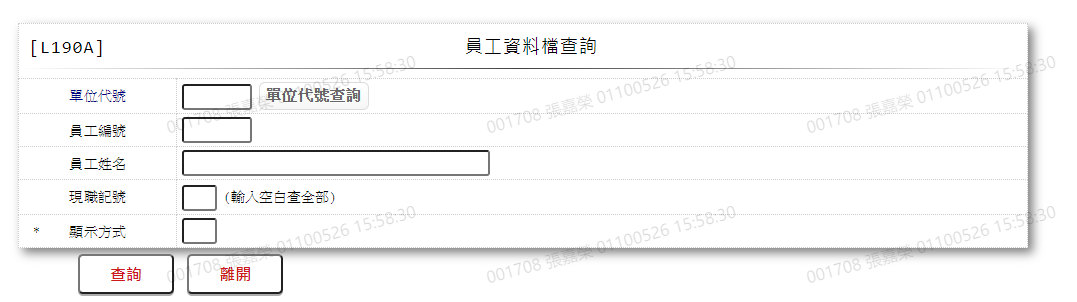 [L190A] 員工資料檔查詢
單位代號 單位代號查詢
員工編號
員工姓名
現職記號 (輸入空白查全部)
* 顯示方式
查詢 離開
001708 張嘉榮 01100526 15:58:30
001708 張嘉榮 01100526 15:58:30
001708 張嘉榮 01100526 15:58:30
001708 張嘉榮 01100526 15:58:30
001708 張嘉榮 01100526 15:58:30
001708 張嘉榮 01100526 15:58:30